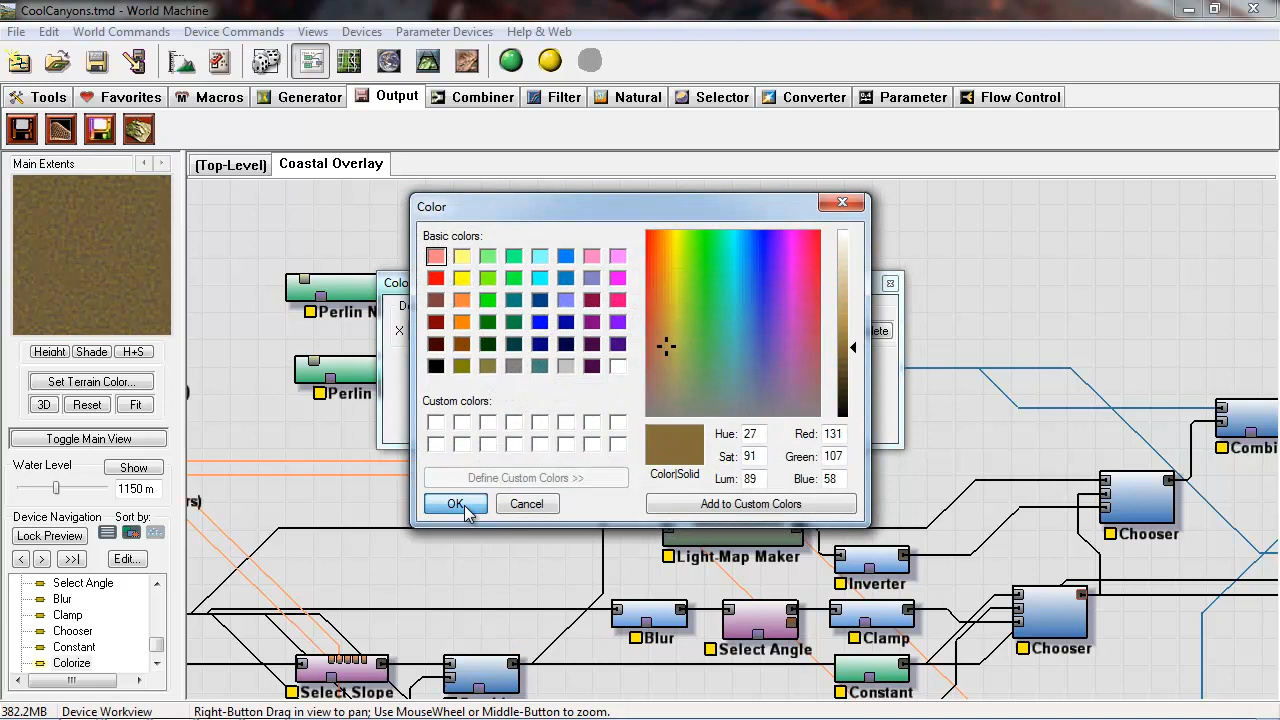 CoolCanyons.tmd - World Machine
File Edit World Commands Device Commands Views Devices Parameter Devices Help & Web
Tools Favorites Macros Generator Output Combiner Filter Natural Selector Converter 0.4 Parameter Flow Control
Main Extents
[Top-Level] Coastal Overlay
Color
Basic colors:
Custom colors:
Define Custom Colors >>
OK Cancel
Hue: 27 Red: 131
Sat: 91 Green: 107
Color|Solid Lum: 89 Blue: 58
Add to Custom Colors
Perlin N
Perlin
X
Height Shade H+S
Set Terrain Color...
3D Reset Fit
Toggle Main View
Water Level Show
1150 m
Device Navigation Sort by:
Lock Preview
< > >>| Edit...
Select Angle
Blur
Clamp
Chooser
Constant
Colorize
Combi
Chooser
Light-Map Maker
Inverter
Blur
Select Angle
Clamp
Chooser
Select Slope
Constant
382.2MB Device Workview Right-Button Drag in view to pan; Use MouseWheel or Middle-Button to zoom.